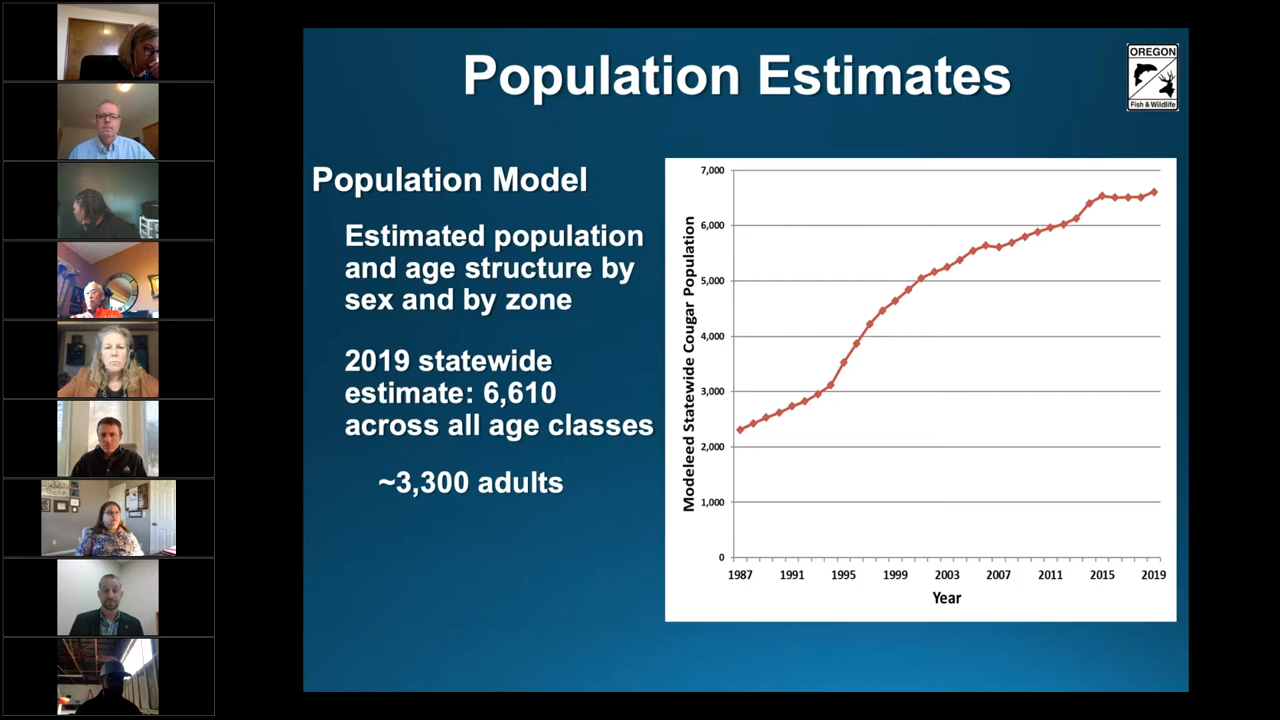 Population Estimates
OREGON
Fish & Wildlife
Population Model
Estimated population
and age structure by
sex and by zone
2019 statewide
estimate: 6,610
across all age classes
~3,300 adults
Modeleed Statewide Cougar Population
7,000
6,000
5,000
4,000
3,000
2,000
1,000
0
1987 1991 1995 1999 2003 2007 2011 2015 2019
Year